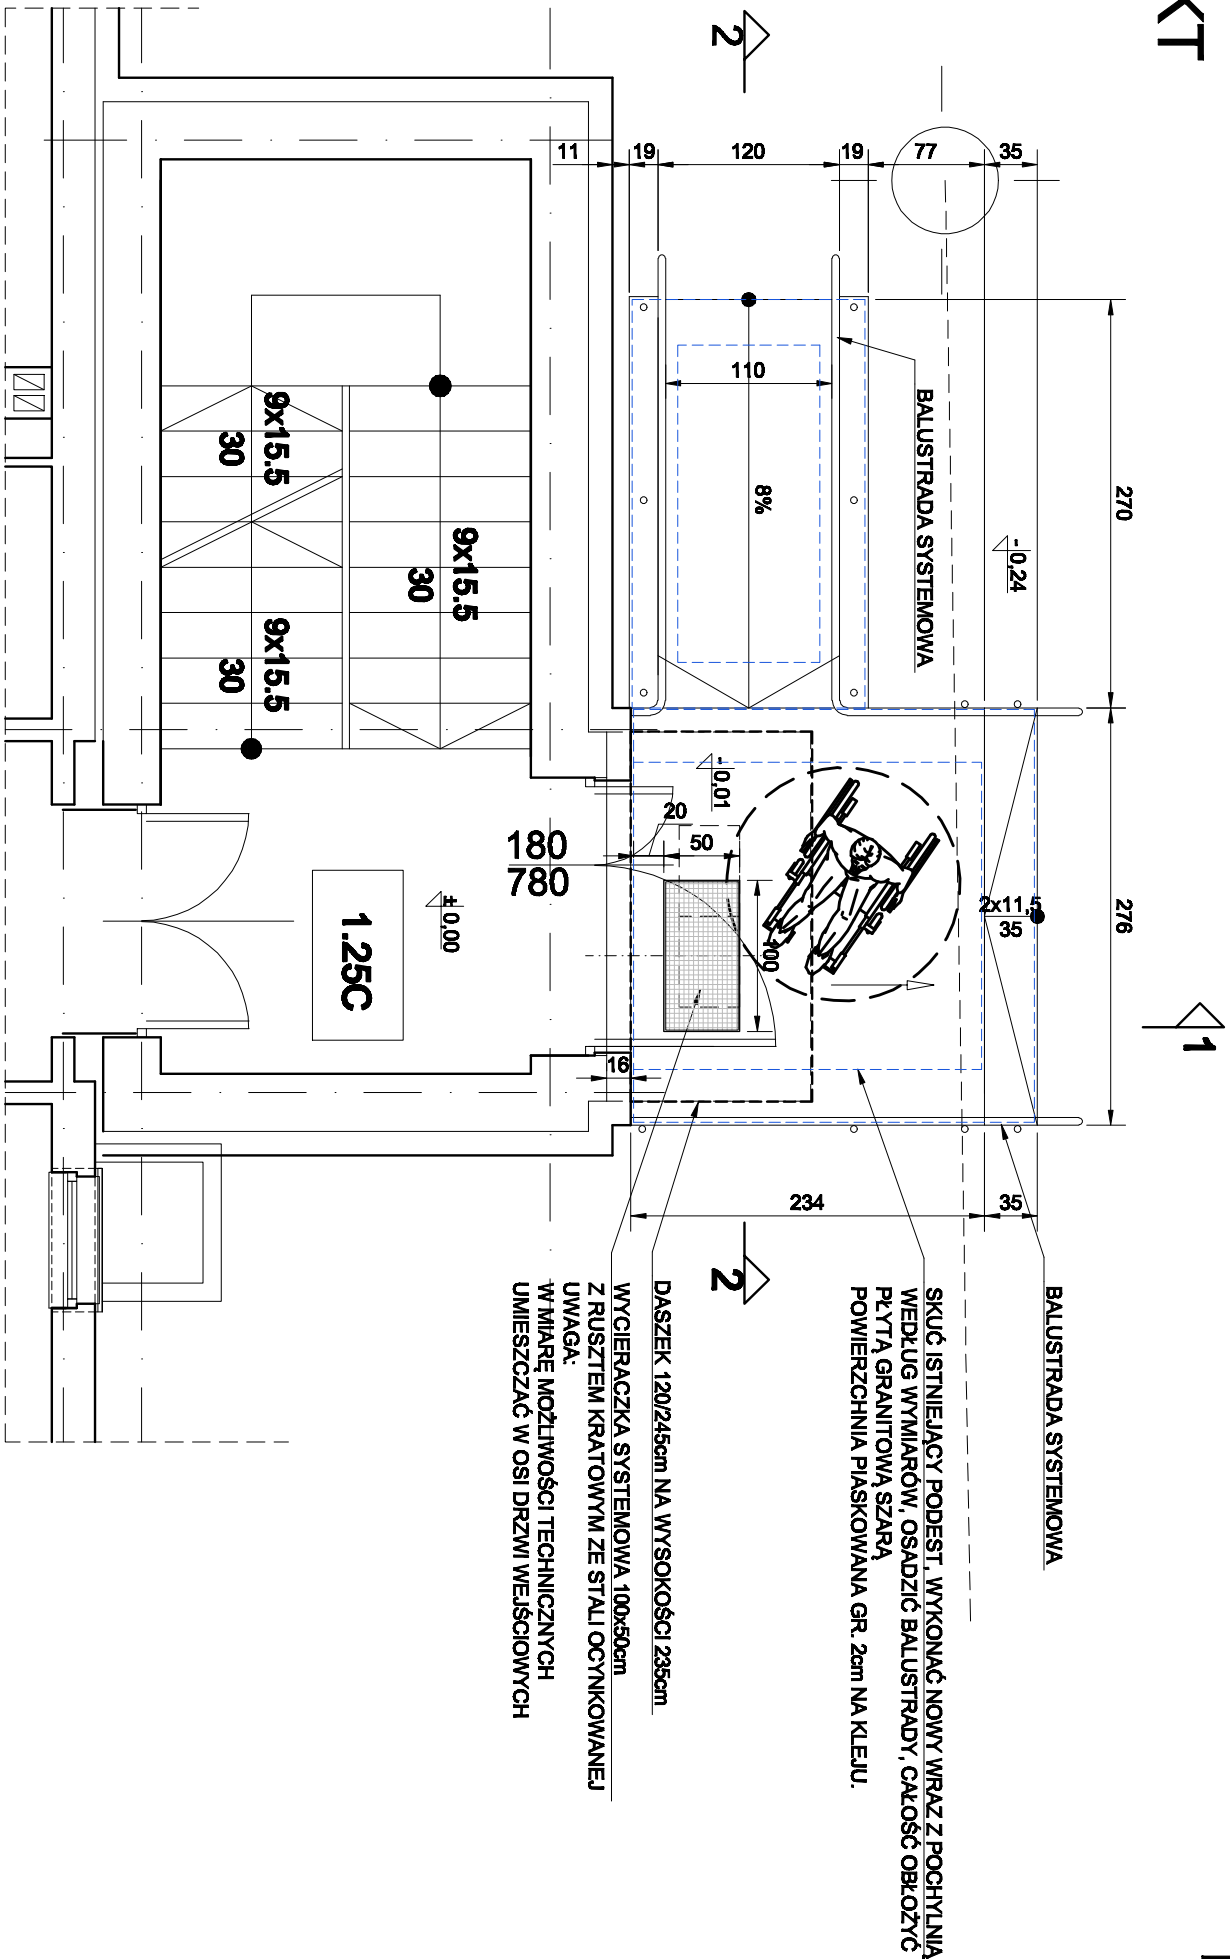 KT
2
11
19
120
19
77
35
110
8%
270
BALUSTRADA SYSTEMOWA
-0,24
9x15.5
30
9x15.5
30
9x15.5
30
-0,01
20
50
100
180
780
±0,00
1.25C
16
2x11,5
35
276
1
234
35
2
BALUSTRADA SYSTEMOWA
SKUĆ ISTNIEJĄCY PODEST, WYKONAĆ NOWY WRAZ Z POCHYLNIĄ
WEDŁUG WYMIARÓW, OSADZIĆ BALUSTRADY, CAŁOŚĆ OBŁOŻYĆ
PŁYTĄ GRANITOWĄ SZARĄ
POWIERZCHNIA PIASKOWANA GR. 2cm NA KLEJU.
DASZEK 120/245cm NA WYSOKOŚCI 235cm
WYCIERACZKA SYSTEMOWA 100x50cm
Z RUSZTEM KRATOWYM ZE STALI OCYNKOWANEJ
UWAGA:
W MIARĘ MOŻLIWOŚCI TECHNICZNYCH
UMIESZCZAĆ W OSI DRZWI WEJŚCIOWYCH